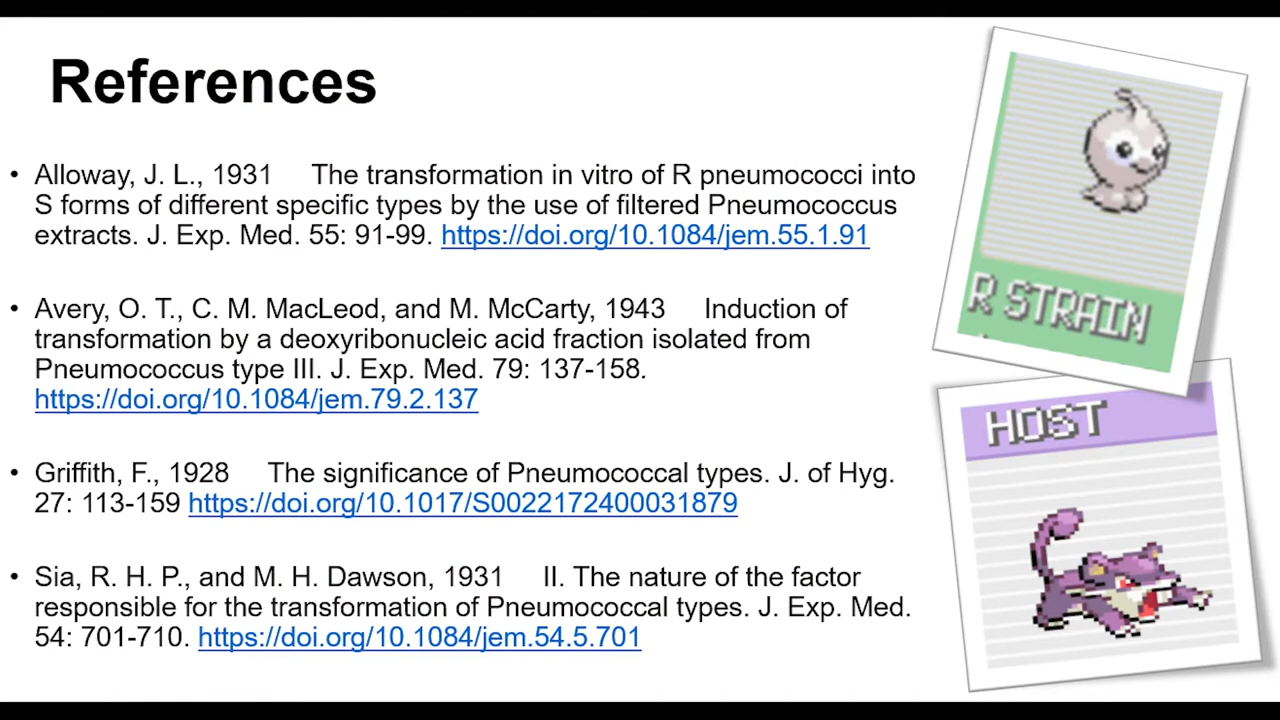 References
• Alloway, J. L., 1931 The transformation in vitro of R pneumococci into
S forms of different specific types by the use of filtered Pneumococcus
extracts. J. Exp. Med. 55: 91-99. https://doi.org/10.1084/jem.55.1.91
• Avery, O. T., C. M. MacLeod, and M. McCarty, 1943 Induction of
transformation by a deoxyribonucleic acid fraction isolated from
Pneumococcus type III. J. Exp. Med. 79: 137-158.
https://doi.org/10.1084/jem.79.2.137
• Griffith, F., 1928 The significance of Pneumococcal types. J. of Hyg.
27: 113-159 https://doi.org/10.1017/S0022172400031879
• Sia, R. H. P., and M. H. Dawson, 1931 II. The nature of the factor
responsible for the transformation of Pneumococcal types. J. Exp. Med.
54: 701-710. https://doi.org/10.1084/jem.54.5.701
R STRAIN
HOST